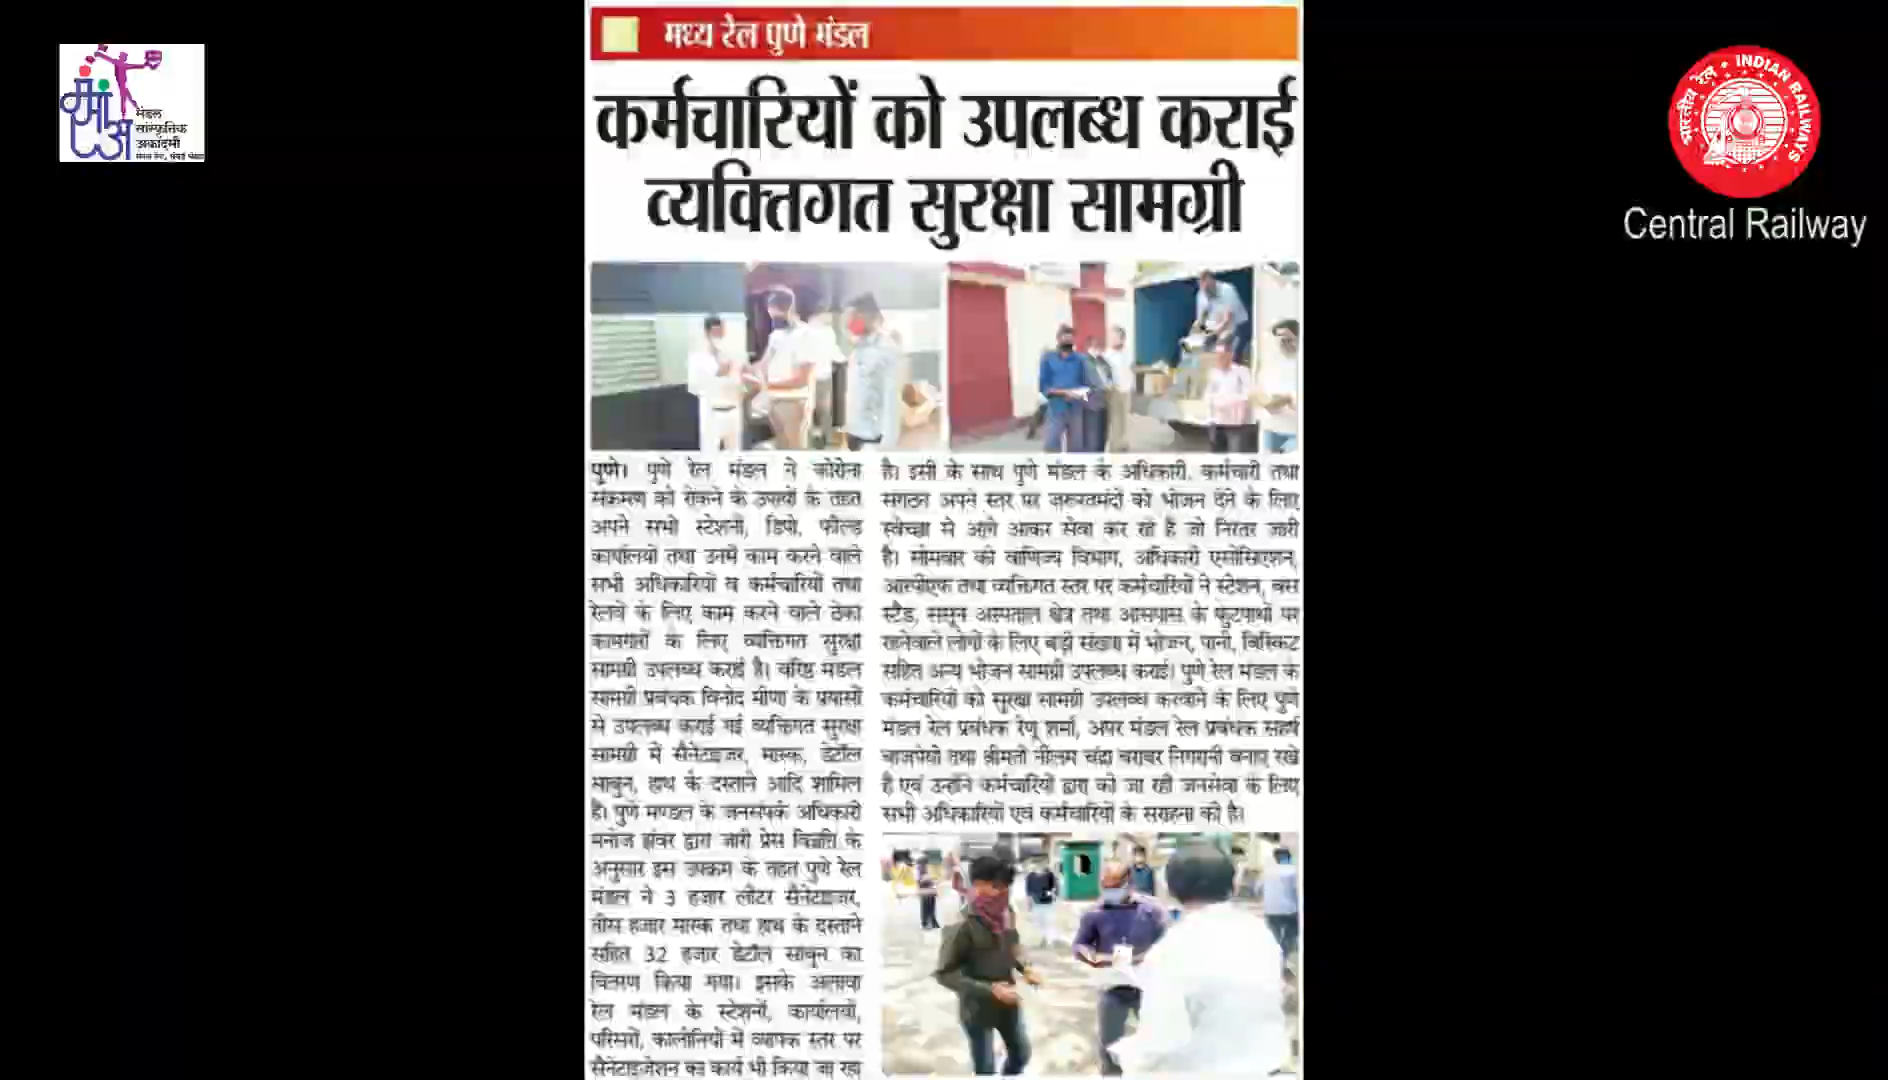 मध्य रेल पुणे मंडल
कर्मचारियों को उपलब्ध कराई
व्यक्तिगत सुरक्षा सामग्री
पुणे। पुणे रेल मंडल ने कोरोना
संक्रमण को रोकने के उपायों के तहत
अपने सभी स्टेशनों, डिपो, फील्ड
कार्यालयों तथा उनमें काम करने वाले
सभी अधिकारियों व कर्मचारियों तथा
रेलवे के लिए काम करने वाले ठेका
कामगारों के लिए व्यक्तिगत सुरक्षा
सामग्री उपलब्ध कराई है। वरिष्ठ मंडल
सामग्री प्रबंधक विनोद मीणा के प्रयासों
से उपलब्ध कराई गई व्यक्तिगत सुरक्षा
सामग्री में सैनेटाइजर, मास्क, डेटॉल
साबुन, हाथ के दस्ताने आदि शामिल
है। पुणे मण्डल के जनसंपर्क अधिकारी
मनोज झंवर द्वारा जारी प्रेस विज्ञप्ति के
अनुसार इस उपक्रम के तहत पुणे रेल
मंडल ने 3 हजार लीटर सैनेटाइजर,
तीस हजार मास्क तथा हाथ के दस्ताने
सहित 32 हजार डेटॉल साबुन का
वितरण किया गया। इसके अलावा
रेल मंडल के स्टेशनों, कार्यालयों,
परिसरों, कालोनियों में व्यापक स्तर पर
सैनेटाइजेशन का कार्य भी किया जा रहा
है। इसी के साथ पुणे मंडल के अधिकारी, कर्मचारी तथा
संगठन अपने स्तर पर जरूरतमंदों को भोजन देने के लिए
स्वेच्छा से आगे आकर सेवा कर रहे है जो निरंतर जारी
है। सोमवार को वाणिज्य विभाग, अधिकारी एसोसिएशन,
आरपीएफ तथा व्यक्तिगत स्तर पर कर्मचारियों ने स्टेशन, बस
स्टैंड, ससून अस्पताल क्षेत्र तथा आसपास के फुटपाथों पर
रहनेवाले लोगों के लिए बड़ी संख्या में भोजन, पानी, बिस्किट
सहित अन्य भोजन सामग्री उपलब्ध कराई। पुणे रेल मंडल के
कर्मचारियों को सुरक्षा सामग्री उपलब्ध करवाने के लिए पुणे
मंडल रेल प्रबंधक रेणू शर्मा, अपर मंडल रेल प्रबंधक सहर्ष
बाजपेयी तथा श्रीमती नीलम चंद्रा बराबर निगरानी बनाए रखे
है एवं उन्होंने कर्मचारियों द्वारा की जा रही जनसेवा के लिए
सभी अधिकारियों एवं कर्मचारियों के सराहना की है।
मंडल
सांस्कृतिक
अकादमी
भारतीय रेल • INDIAN RAILWAYS
Central Railway